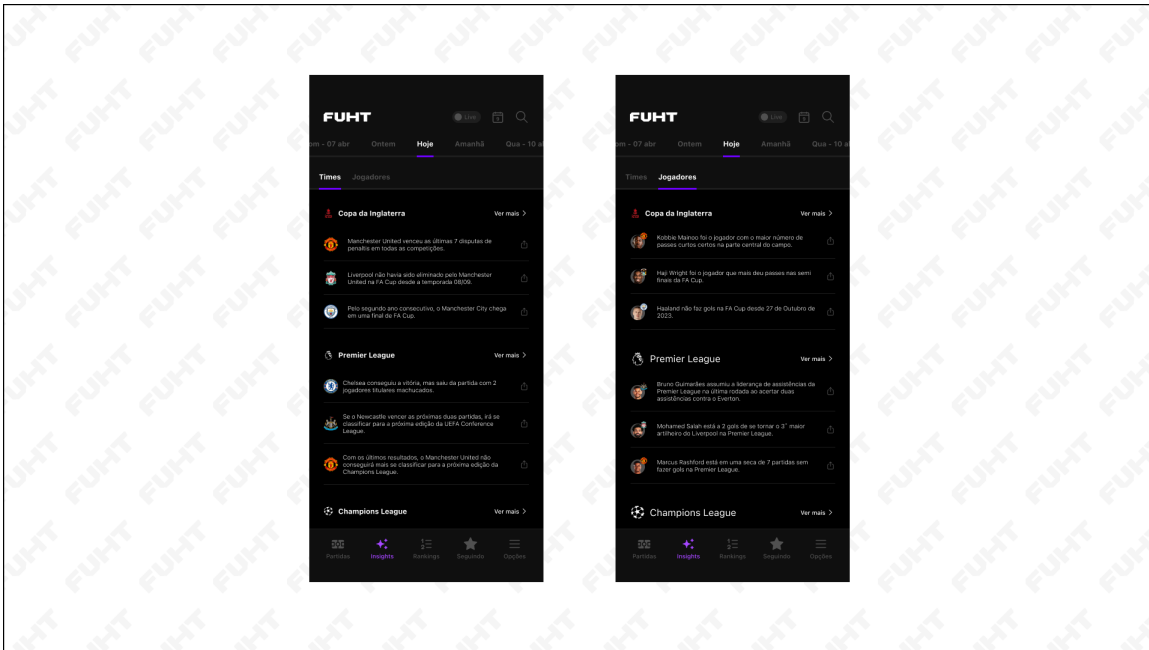 FUHT
Live
om - 07 abr Ontem Hoje Amanhã Qua - 10 a
Times Jogadores
Copa da Inglaterra Ver mais >
Manchester United venceu as últimas 7 disputas de
penaltis em todas as competições.
Liverpool não havia sido eliminado pelo Manchester
United na FA Cup desde a temporada 08/09.
Pelo segundo ano consecutivo, o Manchester City chega
em uma final de FA Cup.
Premier League Ver mais >
Chelsea conseguiu a vitória, mas saiu da partida com 2
jogadores titulares machucados.
Se o Newcastle vencer as próximas duas partidas, irá se
classificar para a próxima edição da UEFA Conference
League.
Com os últimos resultados, o Manchester United não
conseguirá mais se classificar para a próxima edição da
Champions League.
Champions League Ver mais >
Partidas Insights Rankings Seguindo Opções
FUHT
Live
om - 07 abr Ontem Hoje Amanhã Qua - 10 a
Times Jogadores
Copa da Inglaterra Ver mais >
Kobbie Mainoo foi o jogador com o maior número de
passes curtos certos na parte central do campo.
Haji Wright foi o jogador que mais deu passes nas semi
finais da FA Cup.
Haaland não faz gols na FA Cup desde 27 de Outubro de
2023.
Premier League Ver mais >
Bruno Guimarães assumiu a liderança de assistências da
Premier League na última rodada ao acertar duas
assistências contra o Everton.
Mohamed Salah está a 2 gols de se tornar o 3° maior
artilheiro do Liverpool na Premier League.
Marcus Rashford está em uma seca de 7 partidas sem
fazer gols na Premier League.
Champions League Ver mais >
Partidas Insights Rankings Seguindo Opções